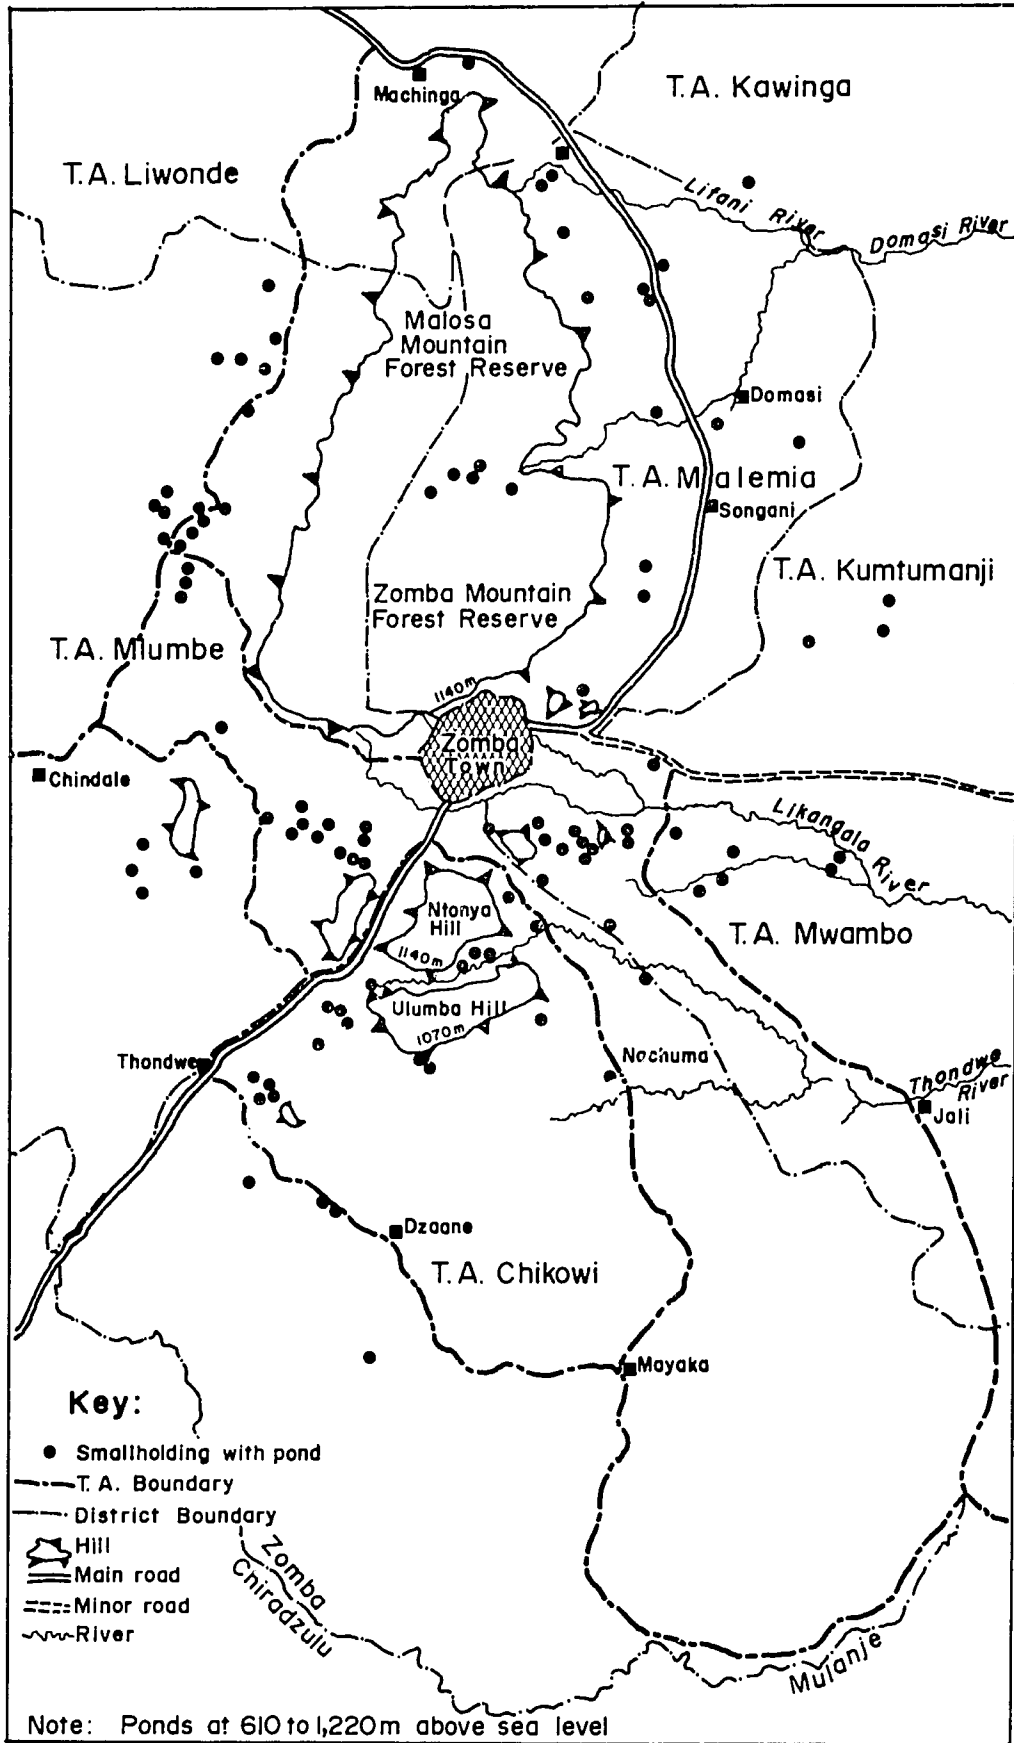 T.A. Kawinga
Machinga
T.A. Liwonde
Lifani River
Domasi River
Malosa
Mountain
Forest Reserve
Domasi
T.A. Malemia
Songani
T.A. Kumtumanji
Zomba Mountain
Forest Reserve
T.A. Mlumbe
1140m
Zomba
Town
Chindale
Likangala River
Ntonya
Hill
1140m
T.A. Mwambo
Ulumba Hill
1070m
Thondwe
Nachuma
Thondwe
River
Jali
Dzaane
T.A. Chikowi
Mayaka
Key:
Smallholding with pond
T.A. Boundary
District Boundary
Hill
Main road
Minor road
River
Zomba
Chiradzulu
Mulanje
Note: Ponds at 610 to 1,220m above sea level